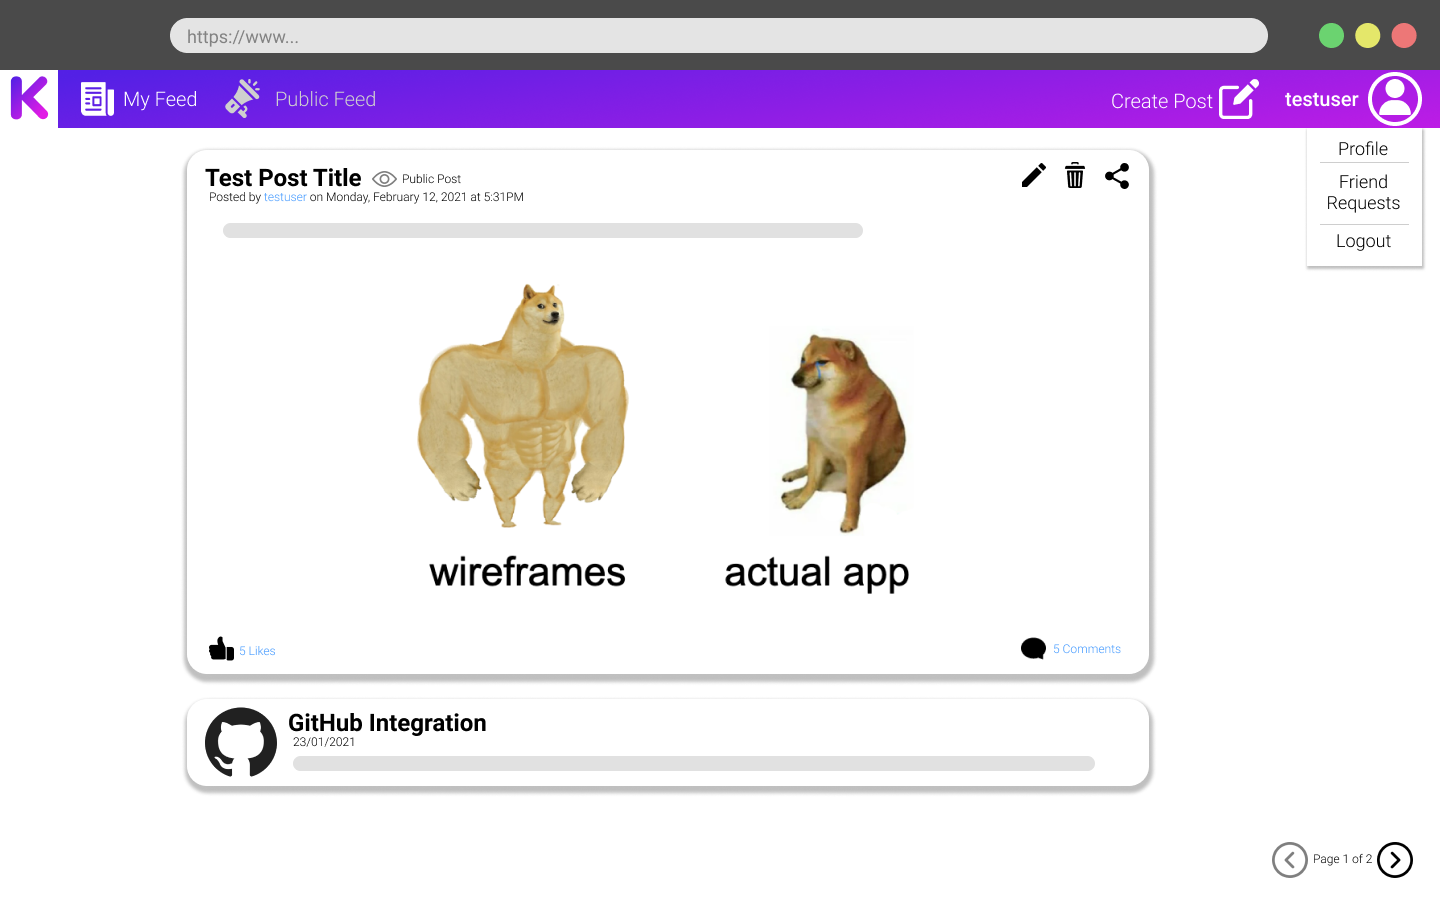 https://www...
K
My Feed
Public Feed
Create Post
testuser
Profile
Friend
Requests
Logout
Test Post Title
Public Post
Posted by testuser on Monday, February 12, 2021 at 5:31PM
wireframes
actual app
5 Likes
5 Comments
GitHub Integration
23/01/2021
Page 1 of 2